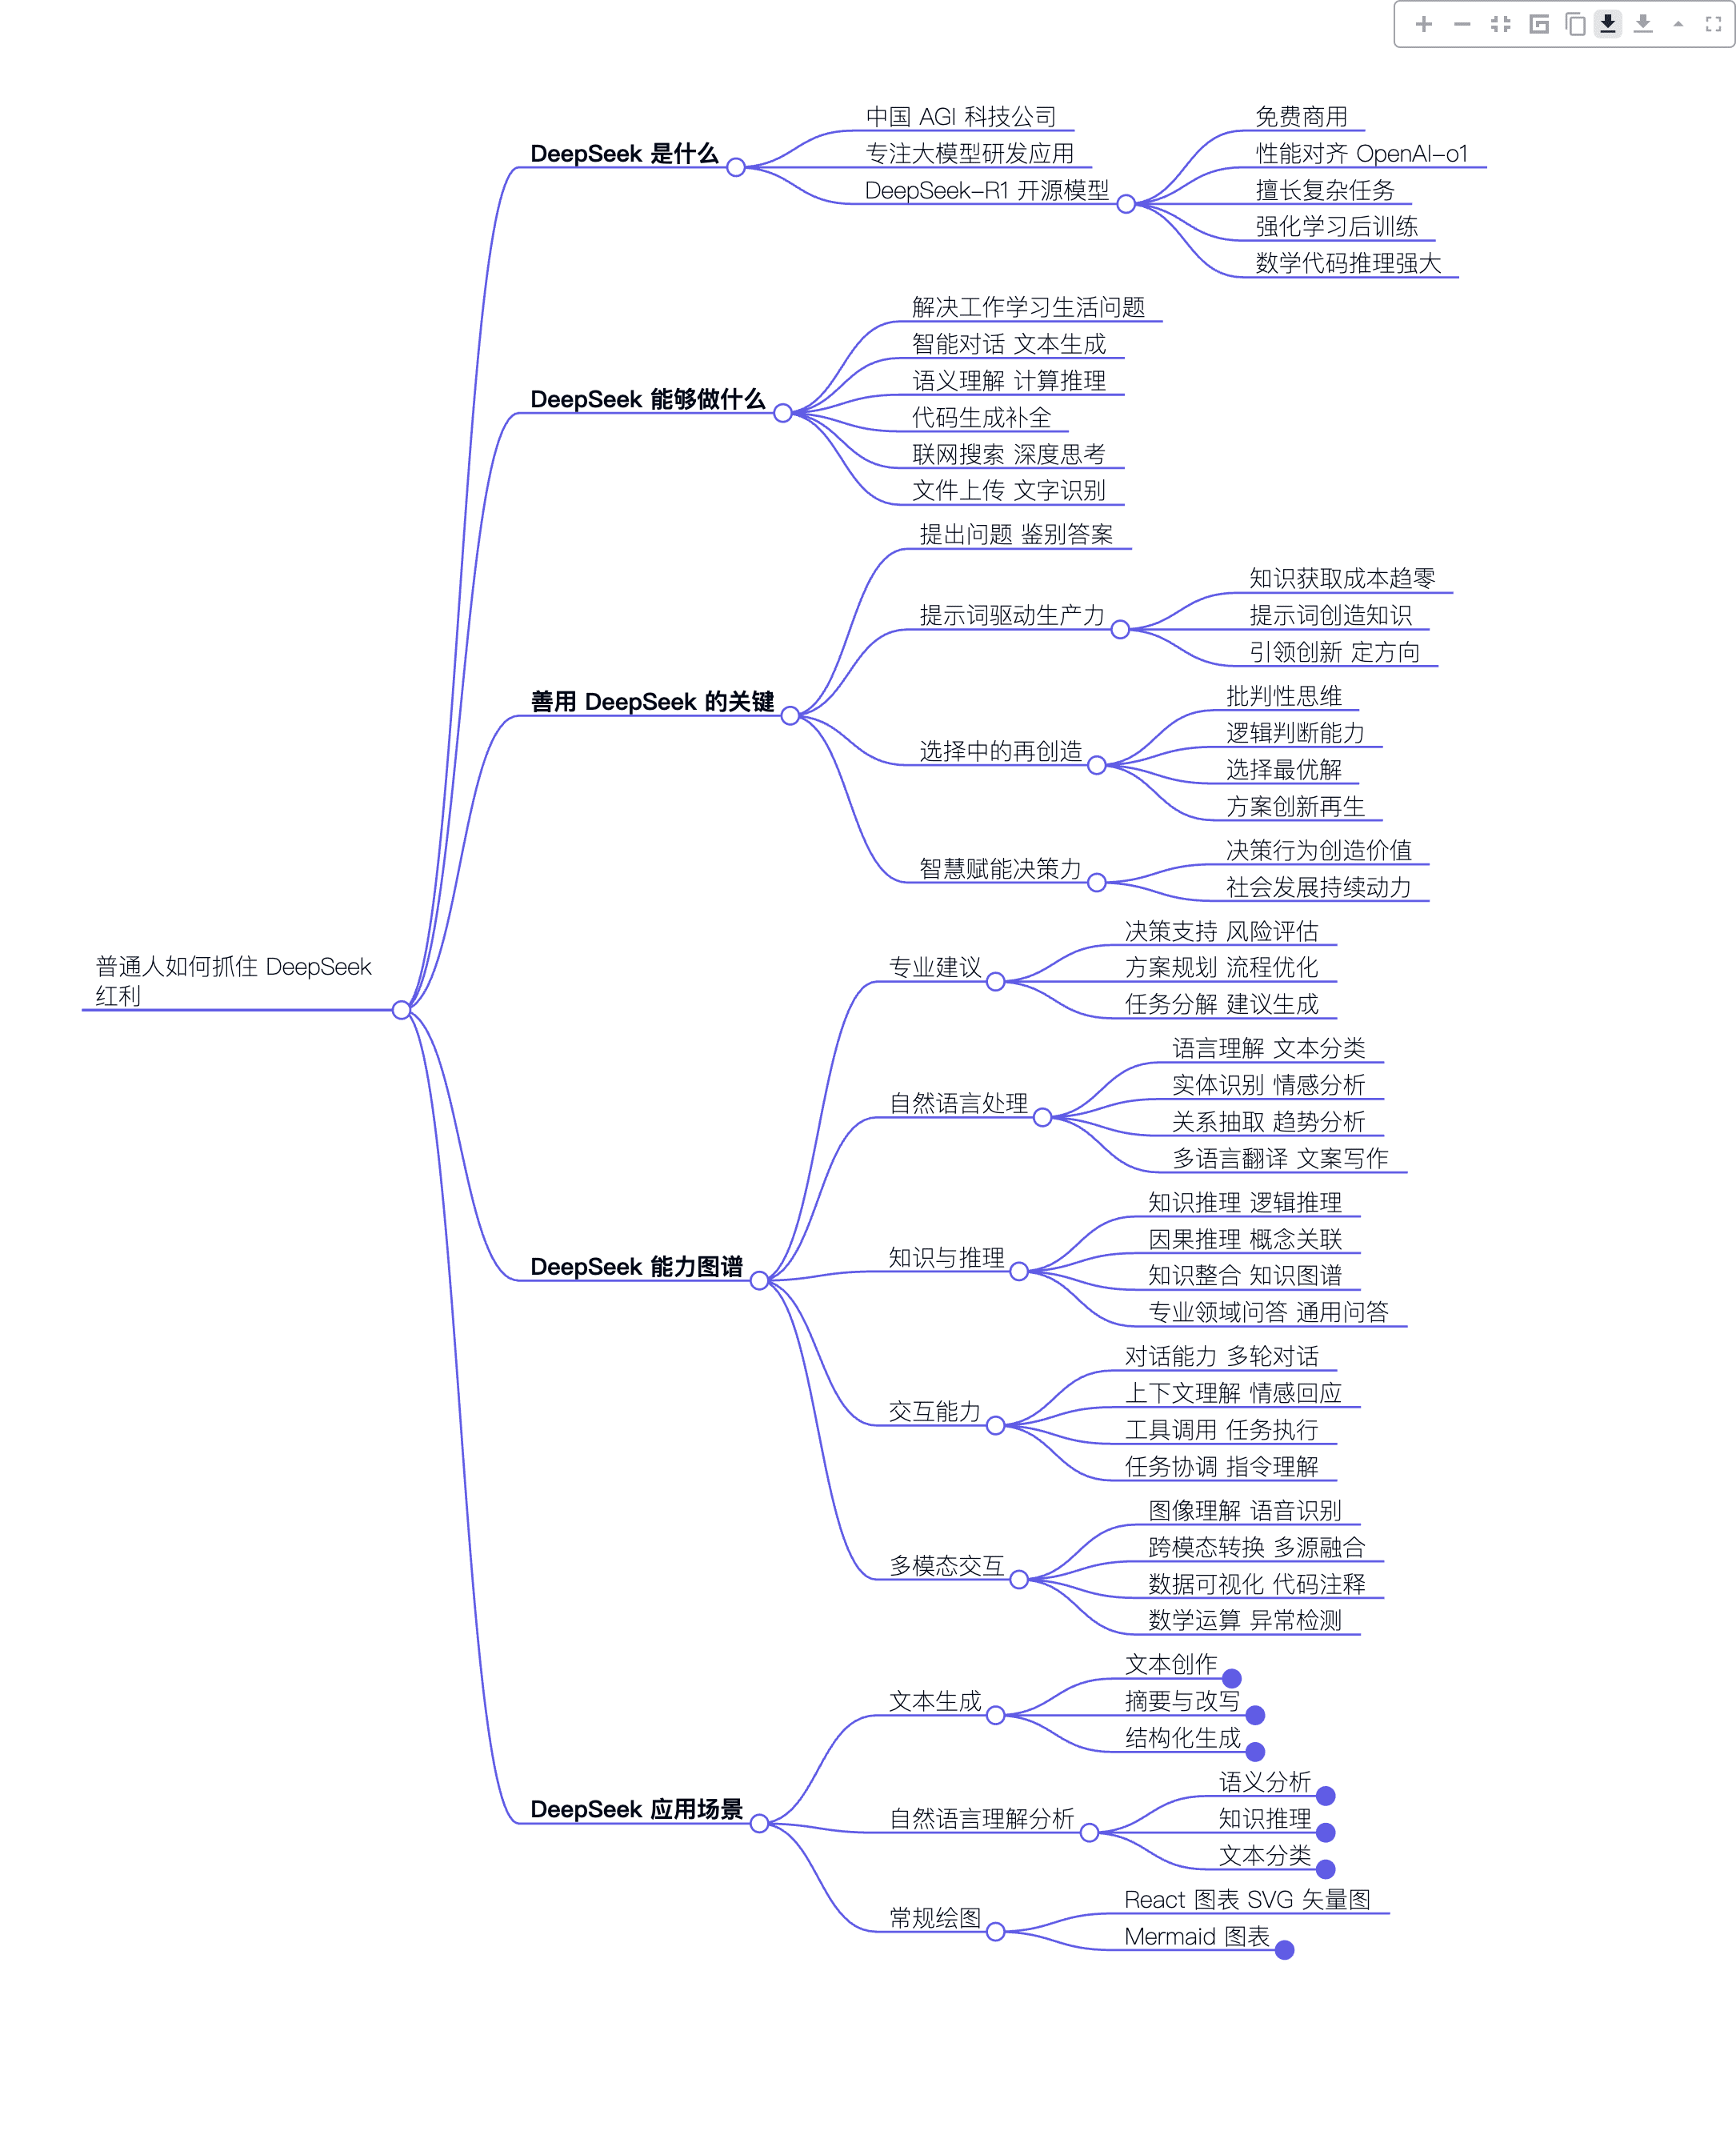 普通人如何抓住 DeepSeek
红利
DeepSeek 是什么
中国 AGI 科技公司
专注大模型研发应用
DeepSeek-R1 开源模型
免费商用
性能对齐 OpenAI-o1
擅长复杂任务
强化学习后训练
数学代码推理强大
DeepSeek 能够做什么
解决工作学习生活问题
智能对话 文本生成
语义理解 计算推理
代码生成补全
联网搜索 深度思考
文件上传 文字识别
善用 DeepSeek 的关键
提出问题 鉴别答案
提示词驱动生产力
知识获取成本趋零
提示词创造知识
引领创新 定方向
选择中的再创造
批判性思维
逻辑判断能力
选择最优解
方案创新再生
智慧赋能决策力
决策行为创造价值
社会发展持续动力
DeepSeek 能力图谱
专业建议
决策支持 风险评估
方案规划 流程优化
任务分解 建议生成
自然语言处理
语言理解 文本分类
实体识别 情感分析
关系抽取 趋势分析
多语言翻译 文案写作
知识与推理
知识推理 逻辑推理
因果推理 概念关联
知识整合 知识图谱
专业领域问答 通用问答
交互能力
对话能力 多轮对话
上下文理解 情感回应
工具调用 任务执行
任务协调 指令理解
多模态交互
图像理解 语音识别
跨模态转换 多源融合
数据可视化 代码注释
数学运算 异常检测
DeepSeek 应用场景
文本生成
文本创作
摘要与改写
结构化生成
自然语言理解分析
语义分析
知识推理
文本分类
常规绘图
React 图表 SVG 矢量图
Mermaid 图表